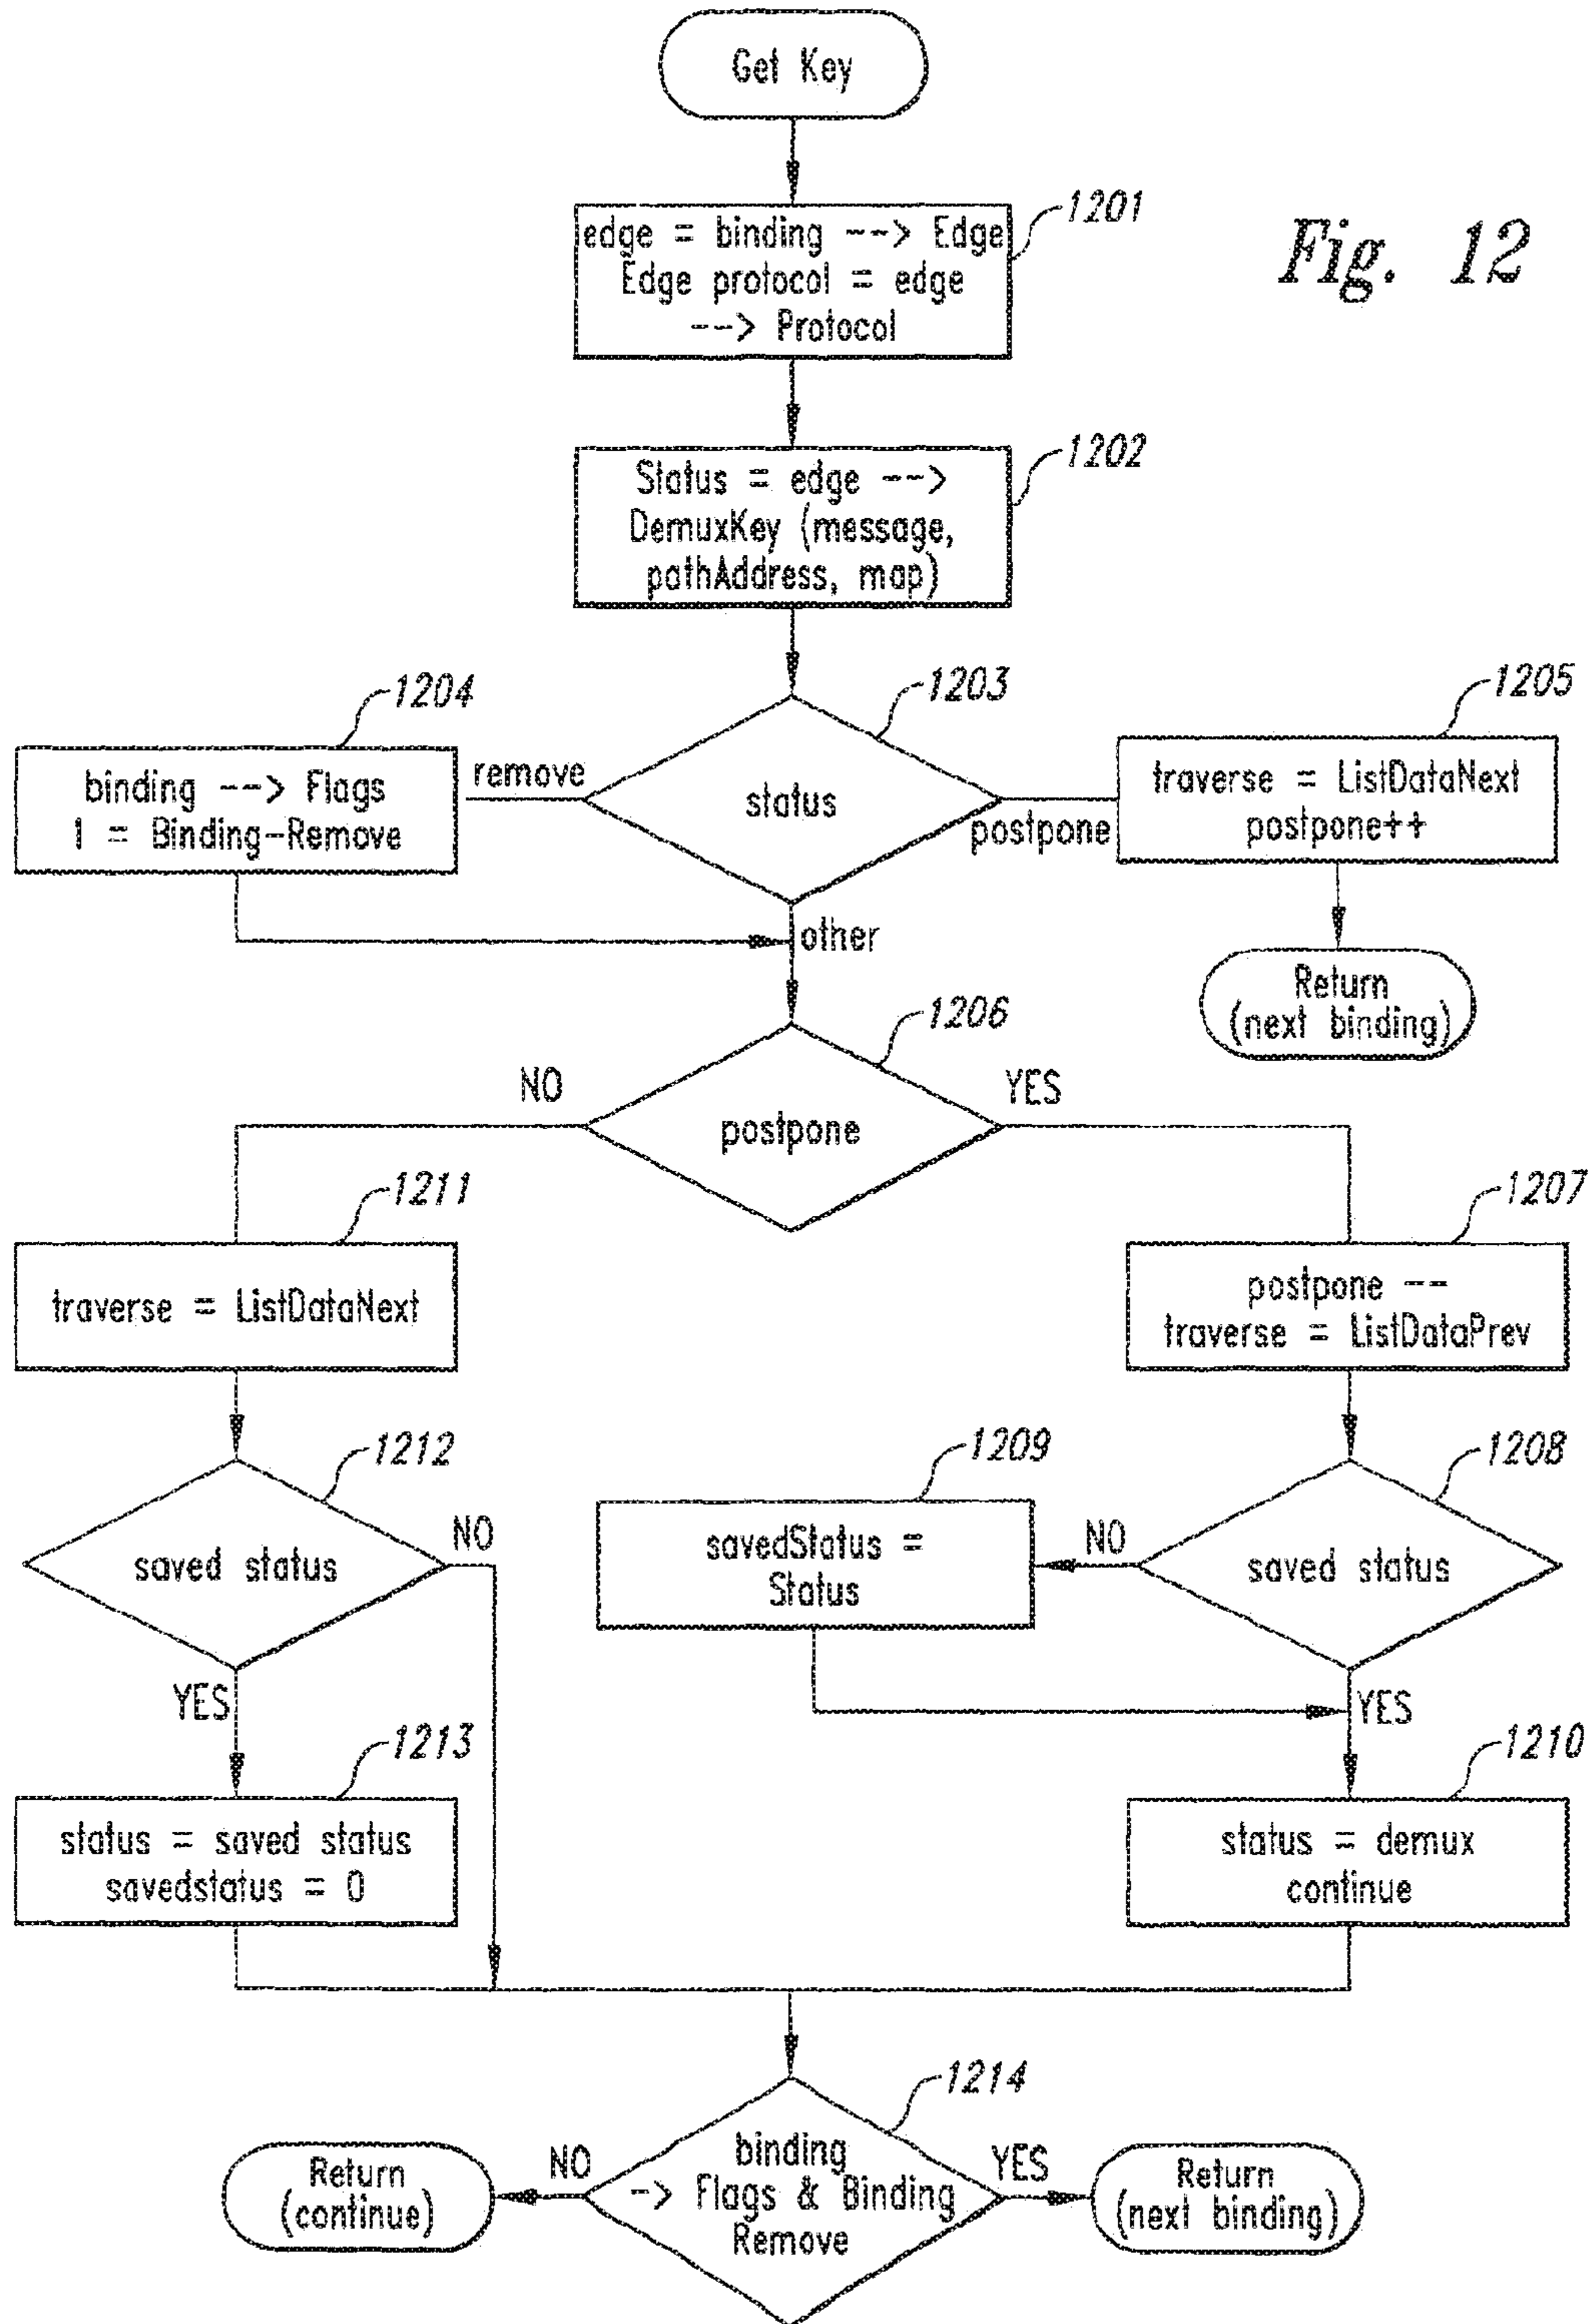 Get Key
1201
Fig. 12
edge = binding --> Edge
Edge protocol = edge
--> Protocol
1202
Status = edge -->
DemuxKey (message,
pathAddress, map)
1204
1203
1205
binding --> Flags
1 = Binding-Remove
remove
status
postpone
traverse = ListDataNext
postpone++
other
Return
(next binding)
1206
NO
YES
postpone
1211
1207
traverse = ListDataNext
postpone --
traverse = ListDataPrev
1212
1209
1208
saved status
NO
savedStatus =
Status
NO
saved status
YES
YES
1213
1210
status = saved status
savedstatus = 0
status = demux
continue
1214
Return
(continue)
NO
binding
-> Flags & Binding
Remove
YES
Return
(next binding)